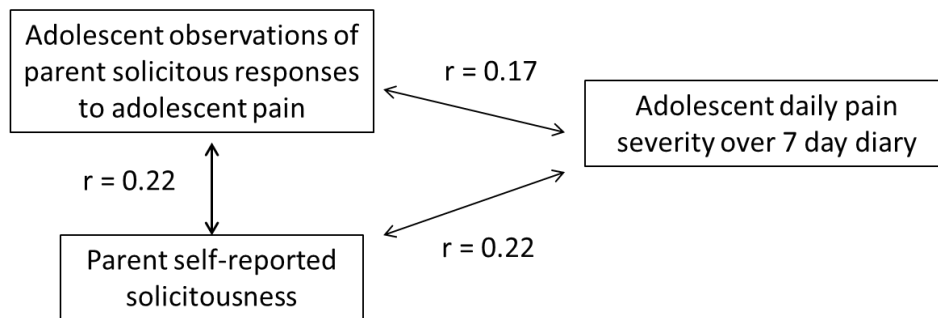 Adolescent observations of
parent solicitous responses
to adolescent pain
r = 0.17
Adolescent daily pain
severity over 7 day diary
r = 0.22
r = 0.22
Parent self-reported
solicitousness